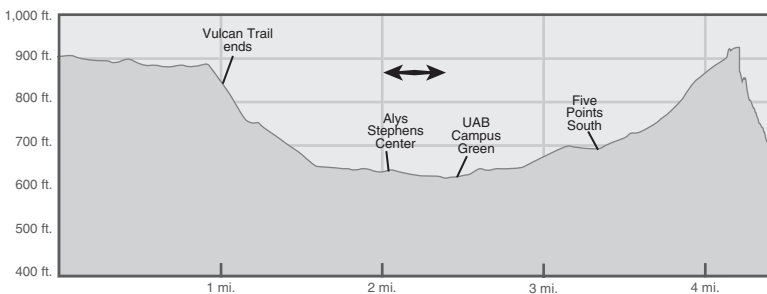 1,000 ft.
900 ft.
800 ft.
700 ft.
600 ft.
500 ft.
400 ft.
Vulcan Trail
ends
Alys
Stephens
Center
UAB
Campus
Green
Five
Points
South
1 mi.
2 mi.
3 mi.
4 mi.